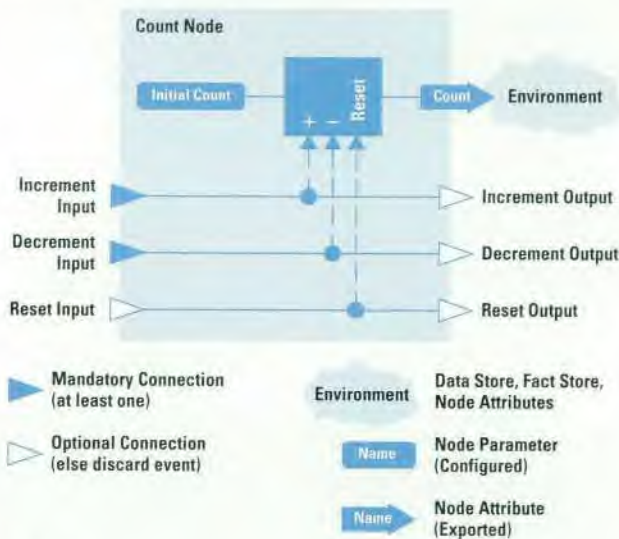 Count Node
Initial Count
+
−
Reset
Count
Environment
Increment
Input
Increment Output
Decrement
Input
Decrement Output
Reset Input
Reset Output
Mandatory Connection
(at least one)
Environment
Data Store, Fact Store,
Node Attributes
Optional Connection
(else discard event)
Name
Node Parameter
(Configured)
Name
Node Attribute
(Exported)